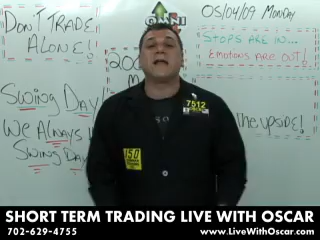 DON'T TRADE
ALONE!!
OMNI
05/04/09 MONDAY
STOPS ARE IN...
EMOTIONS ARE OUT!
200
M
SWING DAY
WE ALWAYS
SWING DAY
7512
150
THE UPSIDE!
SHORT TERM TRADING LIVE WITH OSCAR
702-629-4755
www.LiveWithOscar.com